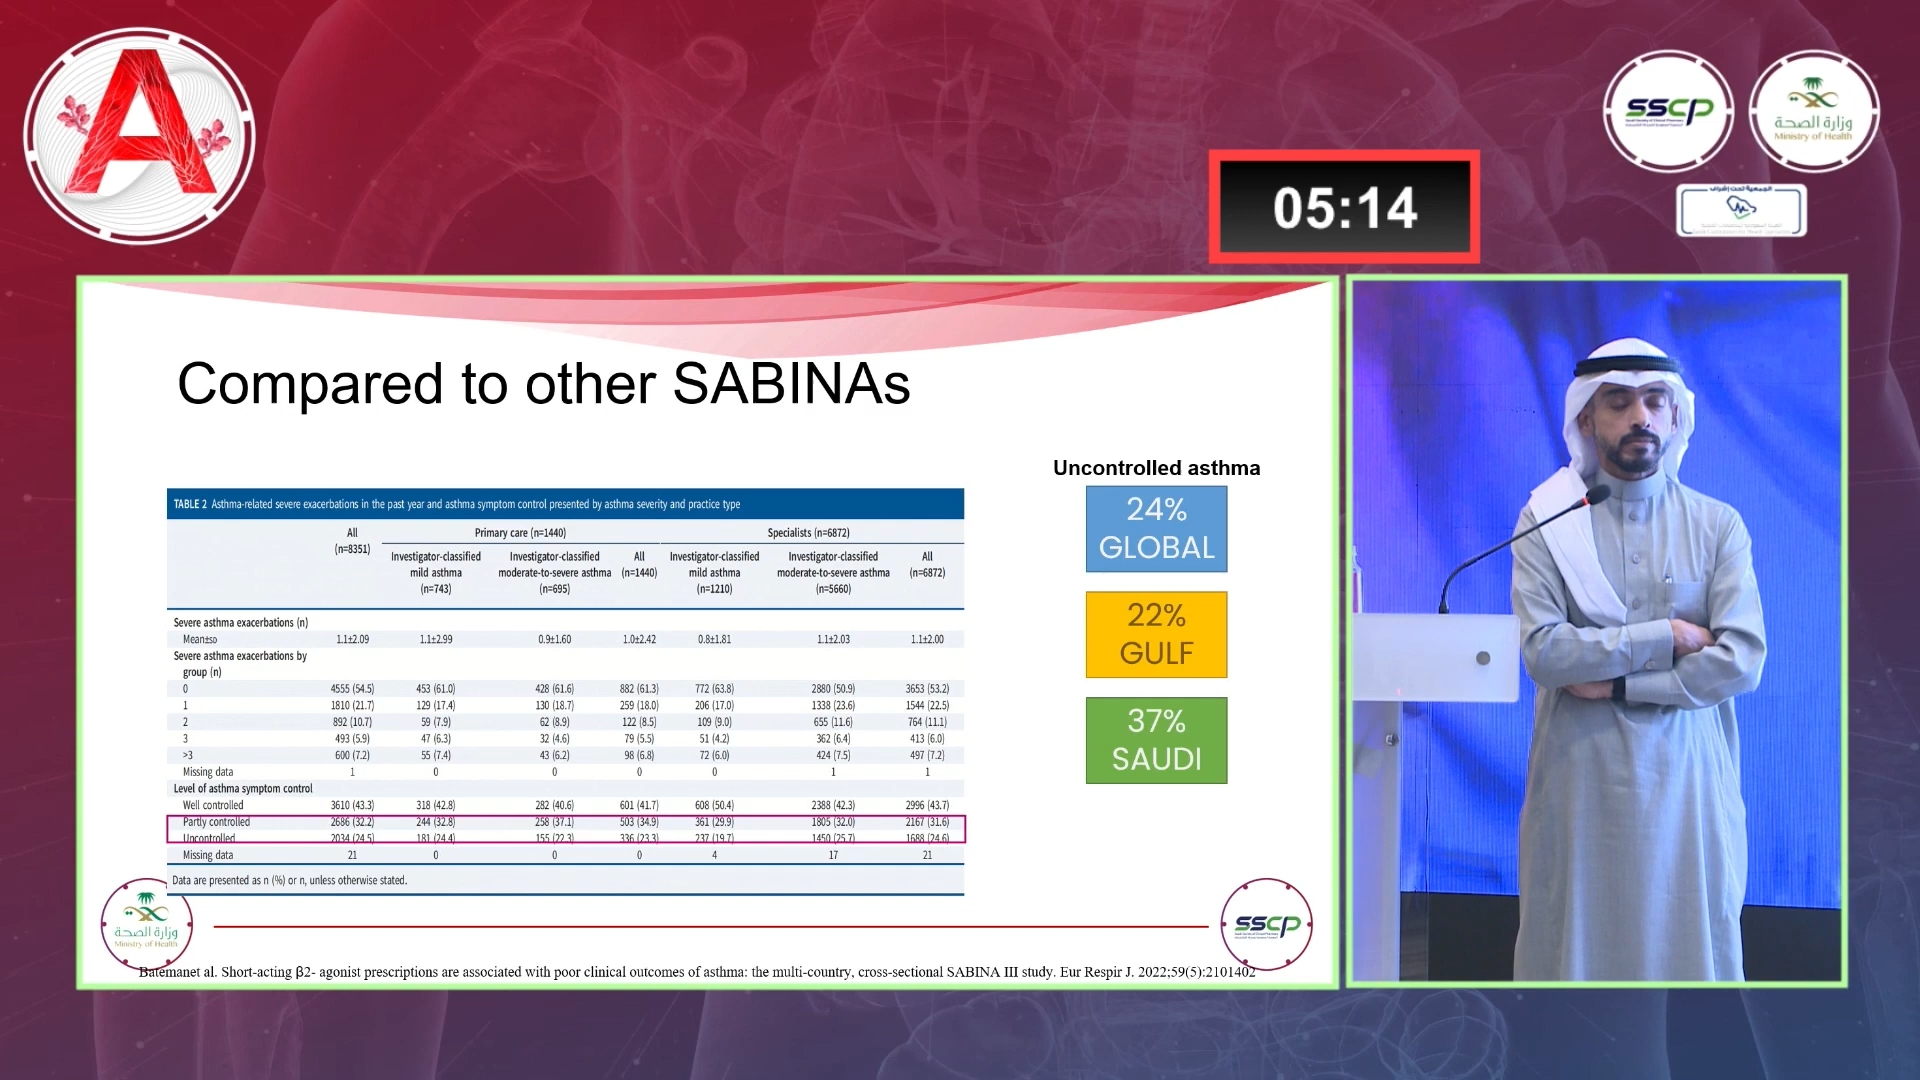 A
sscp
وزارة الصحة
Ministry of Health
الجمعية تحت إشراف
05:14
Compared to other SABINAs
Uncontrolled asthma
24%
GLOBAL
22%
GULF
37%
SAUDI
TABLE 2 Asthma-related severe exacerbations in the past year and asthma symptom control presented by asthma severity and practice type
All (n=8351) Primary care (n=1440) Specialists (n=6872)
Investigator-classified mild asthma (n=743) Investigator-classified moderate-to-severe asthma (n=695) All (n=1440) Investigator-classified mild asthma (n=1210) Investigator-classified moderate-to-severe asthma (n=5660) All (n=6872)
Severe asthma exacerbations (n)
Mean±SD 1.1±2.09 1.1±2.99 0.9±1.60 1.0±2.42 0.8±1.81 1.1±2.03 1.1±2.00
Severe asthma exacerbations by
group (n)
0 4555 (54.5) 453 (61.0) 428 (61.6) 882 (61.3) 772 (63.8) 2880 (50.9) 3653 (53.2)
1 1810 (21.7) 129 (17.4) 130 (18.7) 259 (18.0) 206 (17.0) 1338 (23.6) 1544 (22.5)
2 892 (10.7) 59 (7.9) 62 (8.9) 122 (8.5) 109 (9.0) 655 (11.6) 764 (11.1)
3 493 (5.9) 47 (6.3) 32 (4.6) 79 (5.5) 51 (4.2) 362 (6.4) 413 (6.0)
>3 600 (7.2) 55 (7.4) 43 (6.2) 98 (6.8) 72 (6.0) 424 (7.5) 497 (7.2)
Missing data 1 0 0 0 0 1 1
Level of asthma symptom control
Well controlled 3610 (43.3) 318 (42.8) 282 (40.6) 601 (41.7) 608 (50.4) 2388 (42.3) 2996 (43.7)
Partly controlled 2686 (32.2) 244 (32.8) 258 (37.1) 503 (34.9) 361 (29.9) 1805 (32.0) 2167 (31.6)
Uncontrolled 2034 (24.5) 181 (24.4) 155 (22.3) 336 (23.3) 237 (19.7) 1450 (25.7) 1688 (24.6)
Missing data 21 0 0 0 4 17 21
Data are presented as n (%) or n, unless otherwise stated.
وزارة الصحة
Ministry of Health
sscp
Batemanet al. Short-acting β2- agonist prescriptions are associated with poor clinical outcomes of asthma: the multi-country, cross-sectional SABINA III study. Eur Respir J. 2022;59(5):2101402